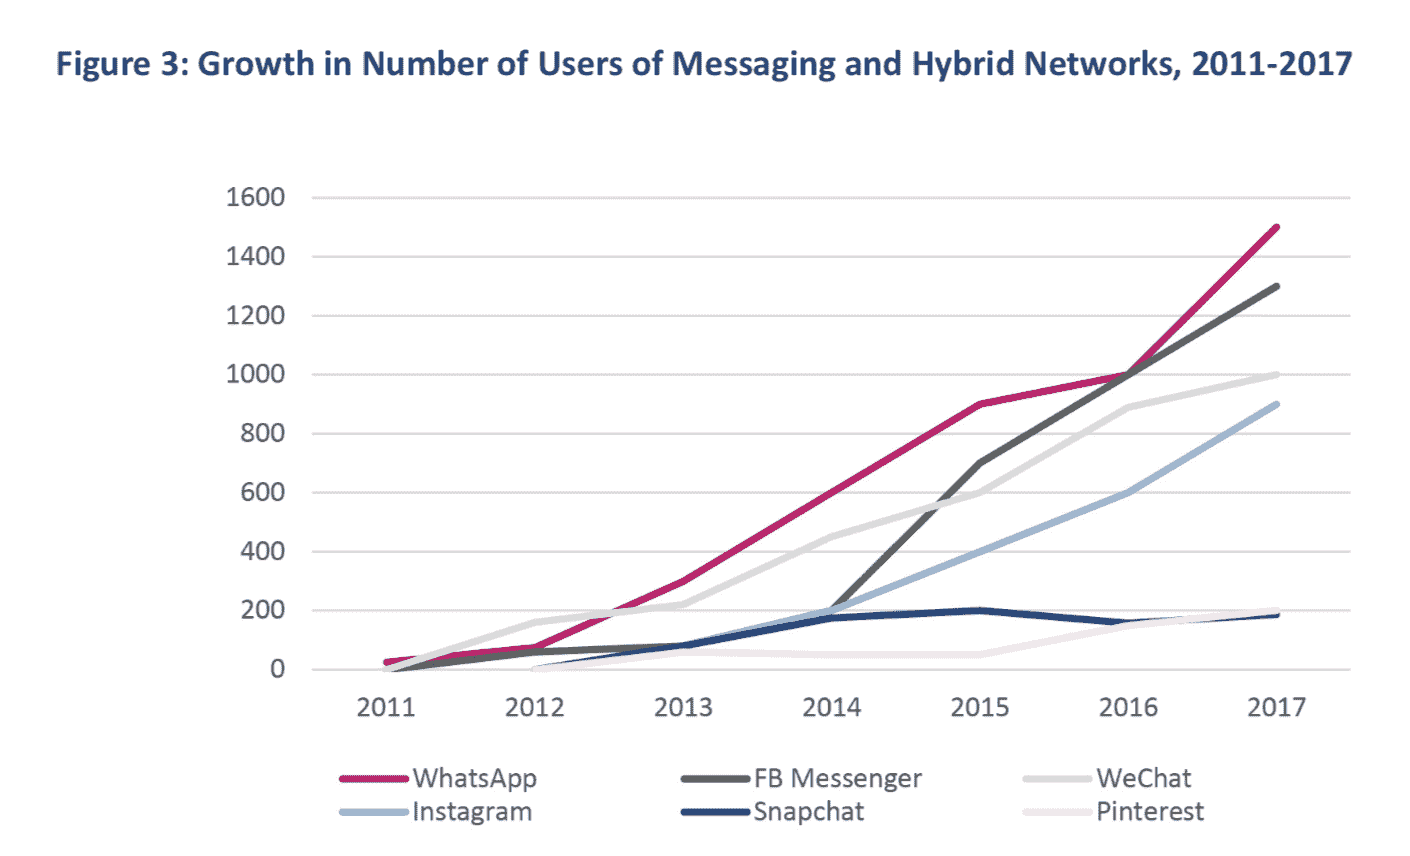 Figure 3: Growth in Number of Users of Messaging and Hybrid Networks, 2011-2017
1600
1400
1200
1000
800
600
400
200
0
2011 2012 2013 2014 2015 2016 2017
WhatsApp FB Messenger WeChat
Instagram Snapchat Pinterest